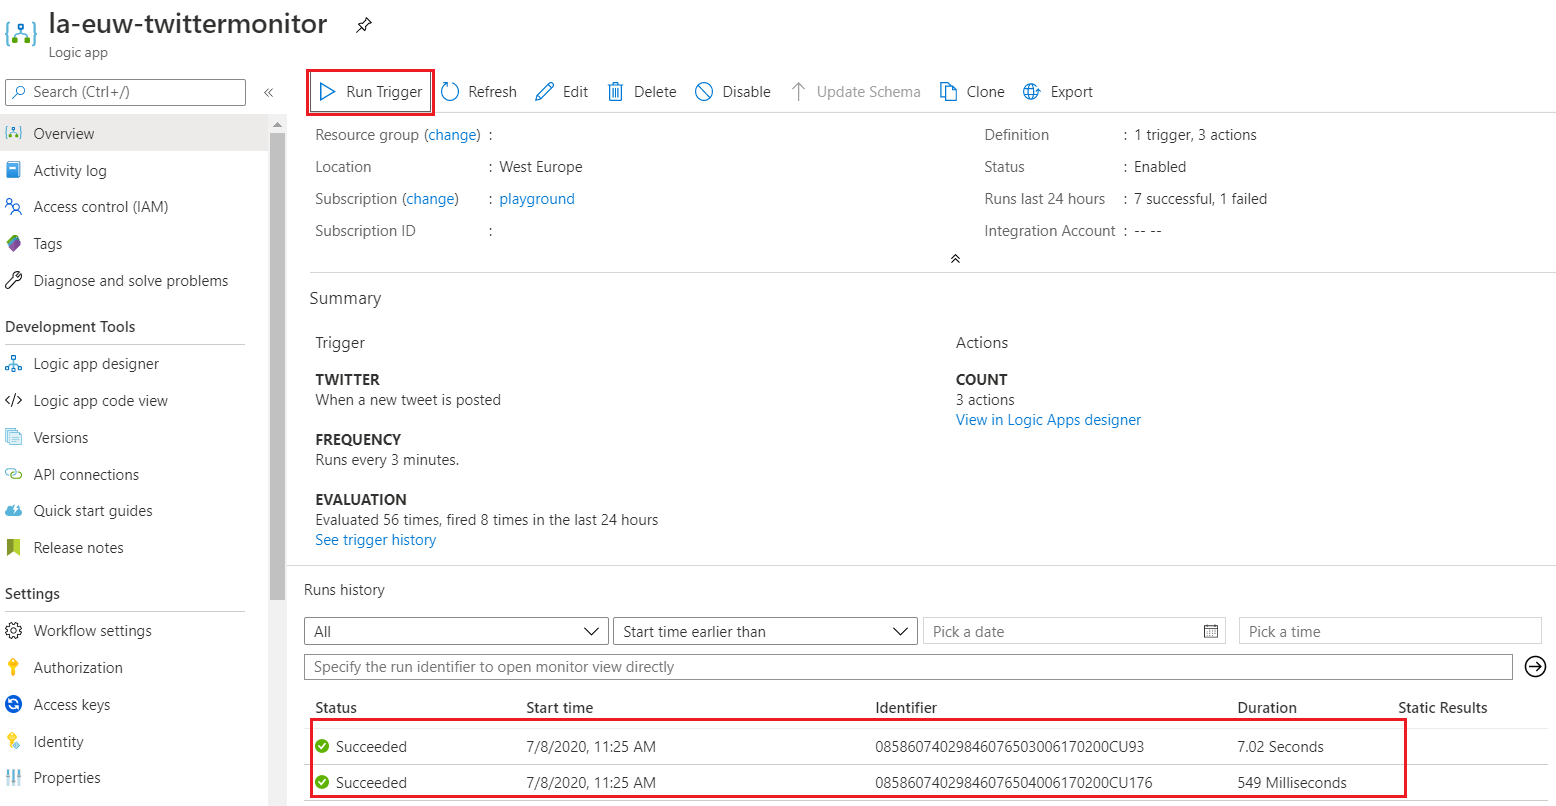 la-euw-twittermonitor
Logic app
Search (Ctrl+/)
«
Overview
Activity log
Access control (IAM)
Tags
Diagnose and solve problems
Development Tools
Logic app designer
Logic app code view
Versions
API connections
Quick start guides
Release notes
Settings
Workflow settings
Authorization
Access keys
Identity
Properties
Run Trigger Refresh Edit Delete Disable Update Schema Clone Export
Resource group (change) :
Location : West Europe
Subscription (change) : playground
Subscription ID :
Definition : 1 trigger, 3 actions
Status : Enabled
Runs last 24 hours : 7 successful, 1 failed
Integration Account : -- --
Summary
Trigger
TWITTER
When a new tweet is posted
FREQUENCY
Runs every 3 minutes.
EVALUATION
Evaluated 56 times, fired 8 times in the last 24 hours
See trigger history
Actions
COUNT
3 actions
View in Logic Apps designer
Runs history
All Start time earlier than Pick a date Pick a time
Specify the run identifier to open monitor view directly
Status Start time Identifier Duration Static Results
Succeeded 7/8/2020, 11:25 AM 08586074029846076503006170200CU93 7.02 Seconds
Succeeded 7/8/2020, 11:25 AM 08586074029846076504006170200CU176 549 Milliseconds